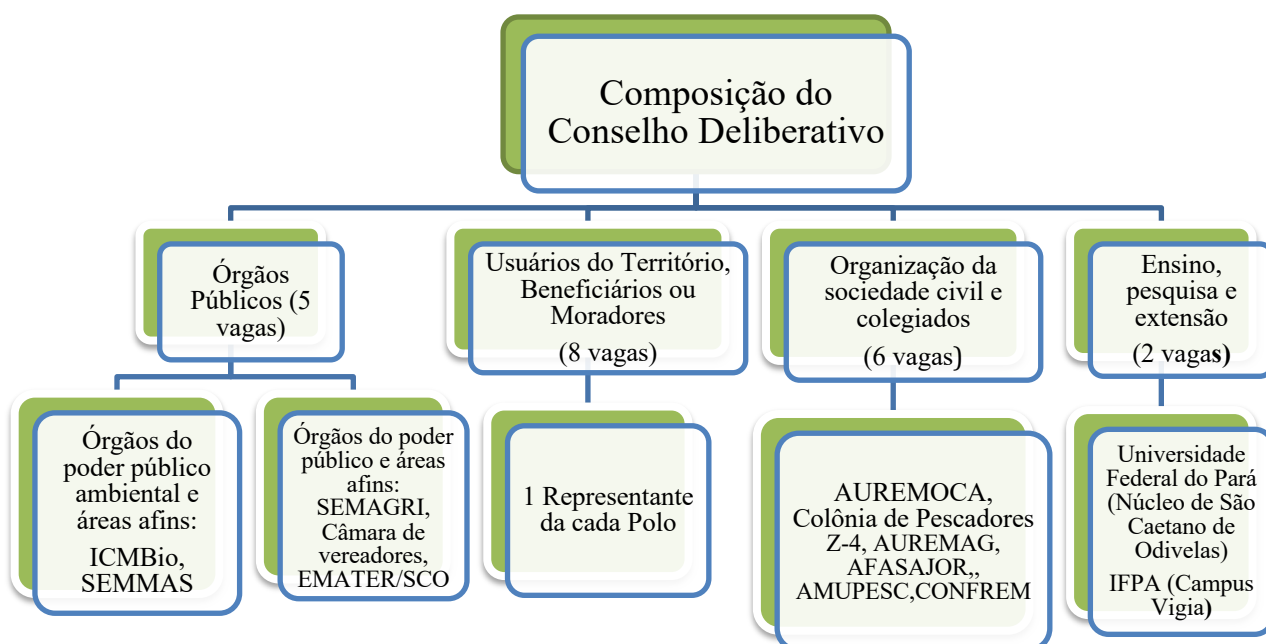 Composição do
Conselho Deliberativo
Órgãos
Públicos (5
vagas)
Usuários do Território,
Beneficiários ou
Moradores
(8 vagas)
Organização da
sociedade civil e
colegiados
(6 vagas)
Ensino,
pesquisa e
extensão
(2 vagas)
Órgãos do
poder público
ambiental e
áreas afins:
ICMBio,
SEMMAS
Órgãos do poder
público e áreas
afins:
SEMAGRI,
Câmara de
vereadores,
EMATER/SCO
1 Representante
da cada Polo
AUREMOCA,
Colônia de Pescadores
Z-4, AUREMAG,
AFASAJOR,,
AMUPESC,CONFREM
Universidade
Federal do Pará
(Núcleo de São
Caetano de
Odivelas)
IFPA (Campus
Vigia)